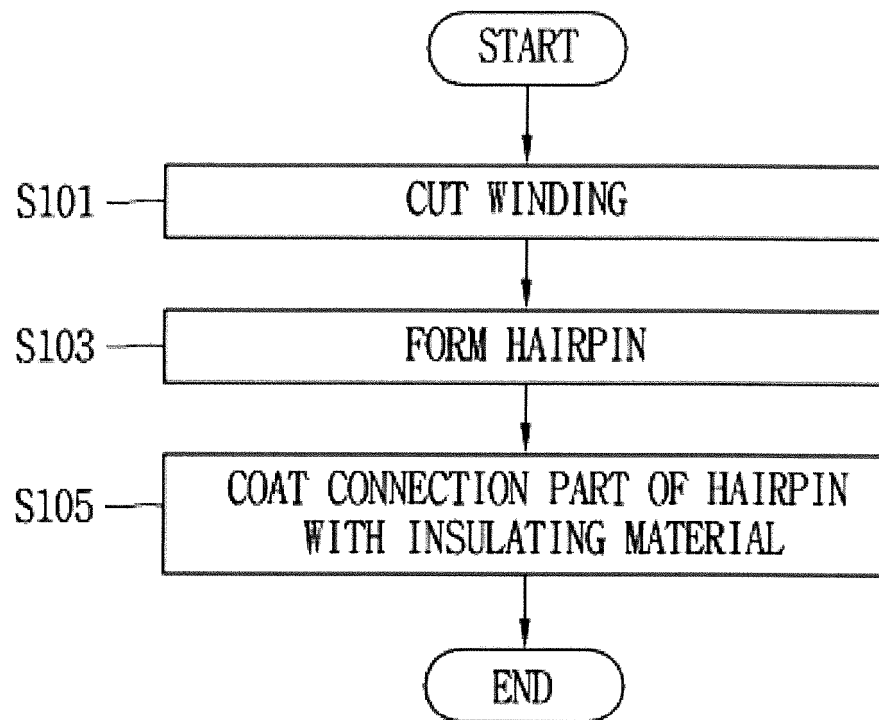 START
S101
CUT WINDING
S103
FORM HAIRPIN
S105
COAT CONNECTION PART OF HAIRPIN
WITH INSULATING MATERIAL
END